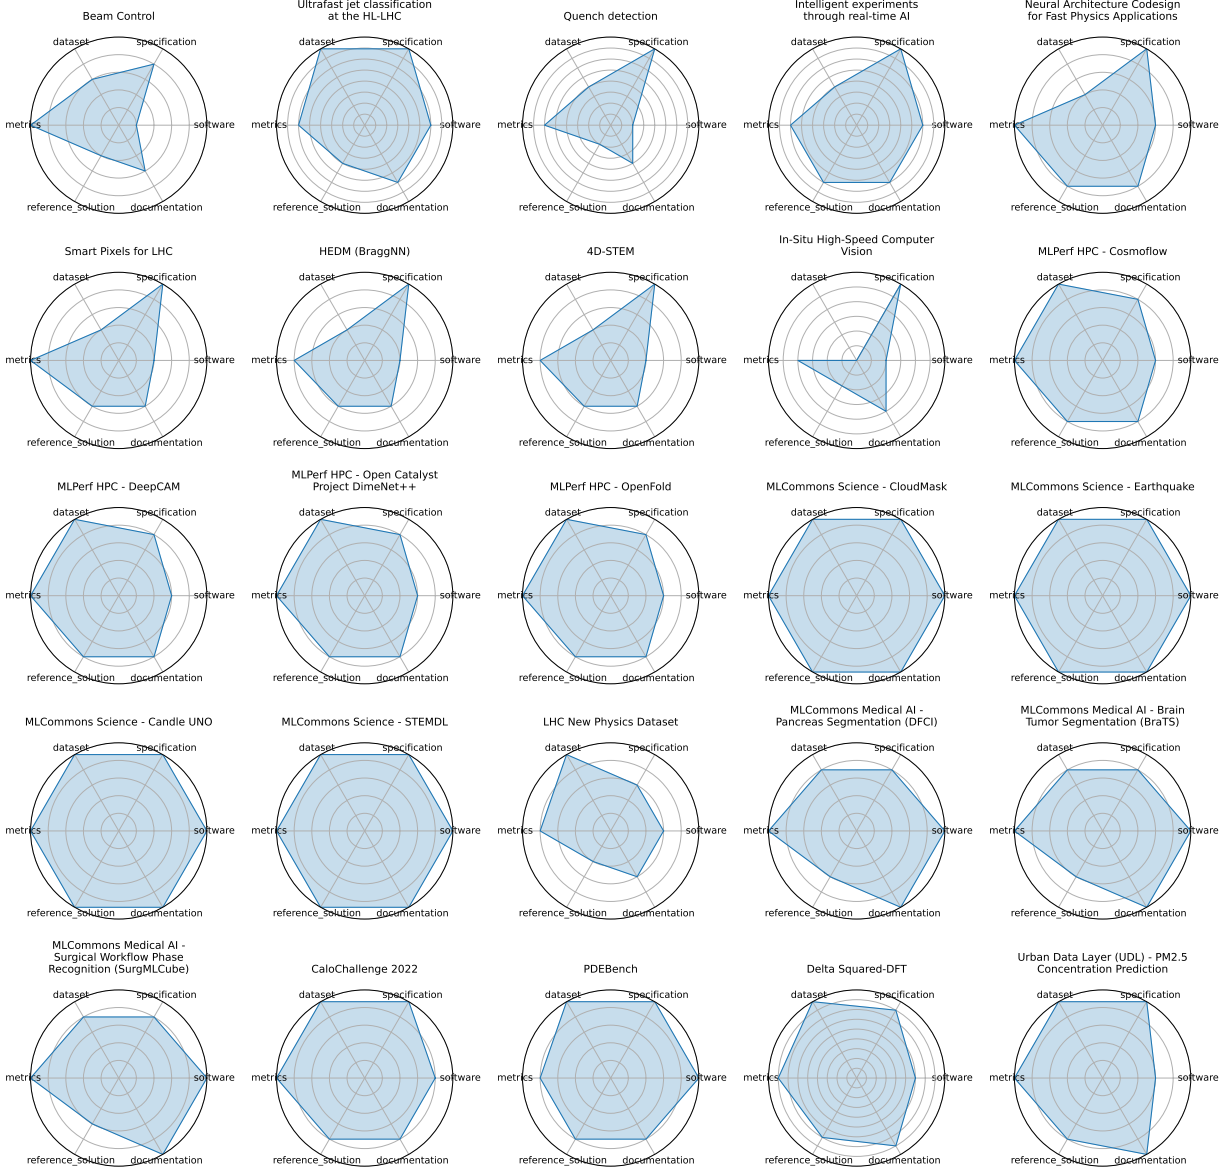 Beam Control
dataset
specification
metrics
software
reference_solution
documentation
Ultrafast jet classification
at the HL-LHC
dataset
specification
metrics
software
reference_solution
documentation
Quench detection
dataset
specification
metrics
software
reference_solution
documentation
Intelligent experiments
through real-time AI
dataset
specification
metrics
software
reference_solution
documentation
Neural Architecture Codesign
for Fast Physics Applications
dataset
specification
metrics
software
reference_solution
documentation
Smart Pixels for LHC
dataset
specification
metrics
software
reference_solution
documentation
HEDM (BraggNN)
dataset
specification
metrics
software
reference_solution
documentation
4D-STEM
dataset
specification
metrics
software
reference_solution
documentation
In-Situ High-Speed Computer
Vision
dataset
specification
metrics
software
reference_solution
documentation
MLPerf HPC - Cosmoflow
dataset
specification
metrics
software
reference_solution
documentation
MLPerf HPC - DeepCAM
dataset
specification
metrics
software
reference_solution
documentation
MLPerf HPC - Open Catalyst
Project DimeNet++
dataset
specification
metrics
software
reference_solution
documentation
MLPerf HPC - OpenFold
dataset
specification
metrics
software
reference_solution
documentation
MLCommons Science - CloudMask
dataset
specification
metrics
software
reference_solution
documentation
MLCommons Science - Earthquake
dataset
specification
metrics
software
reference_solution
documentation
MLCommons Science - Candle UNO
dataset
specification
metrics
software
reference_solution
documentation
MLCommons Science - STEMDL
dataset
specification
metrics
software
reference_solution
documentation
LHC New Physics Dataset
dataset
specification
metrics
software
reference_solution
documentation
MLCommons Medical AI -
Pancreas Segmentation (DFCI)
dataset
specification
metrics
software
reference_solution
documentation
MLCommons Medical AI - Brain
Tumor Segmentation (BraTS)
dataset
specification
metrics
software
reference_solution
documentation
MLCommons Medical AI -
Surgical Workflow Phase
Recognition (SurgMLCube)
dataset
specification
metrics
software
reference_solution
documentation
CaloChallenge 2022
dataset
specification
metrics
software
reference_solution
documentation
PDEBench
dataset
specification
metrics
software
reference_solution
documentation
Delta Squared-DFT
dataset
specification
metrics
software
reference_solution
documentation
Urban Data Layer (UDL) - PM2.5
Concentration Prediction
dataset
specification
metrics
software
reference_solution
documentation